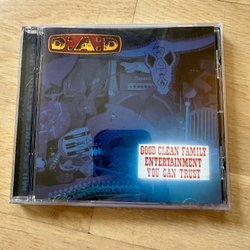 D·A·D
GOOD CLEAN FAMILY
ENTERTAINMENT
YOU CAN TRUST